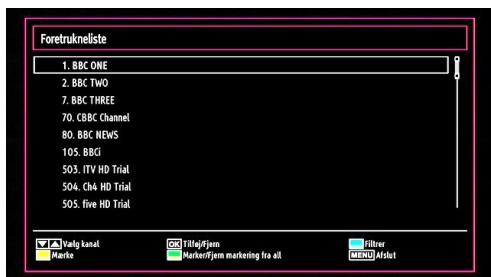 Foretrukneliste
1. BBC ONE
2. BBC TWO
7. BBC THREE
70. CBBC Channel
80. BBC NEWS
105. BBCi
503. ITV HD Trial
504. Ch4 HD Trial
505. five HD Trial
Vælg kanal OK Tilføj/Fjern Filtrer
Mærke Marker/Fjern markering fra all MENU Afslut